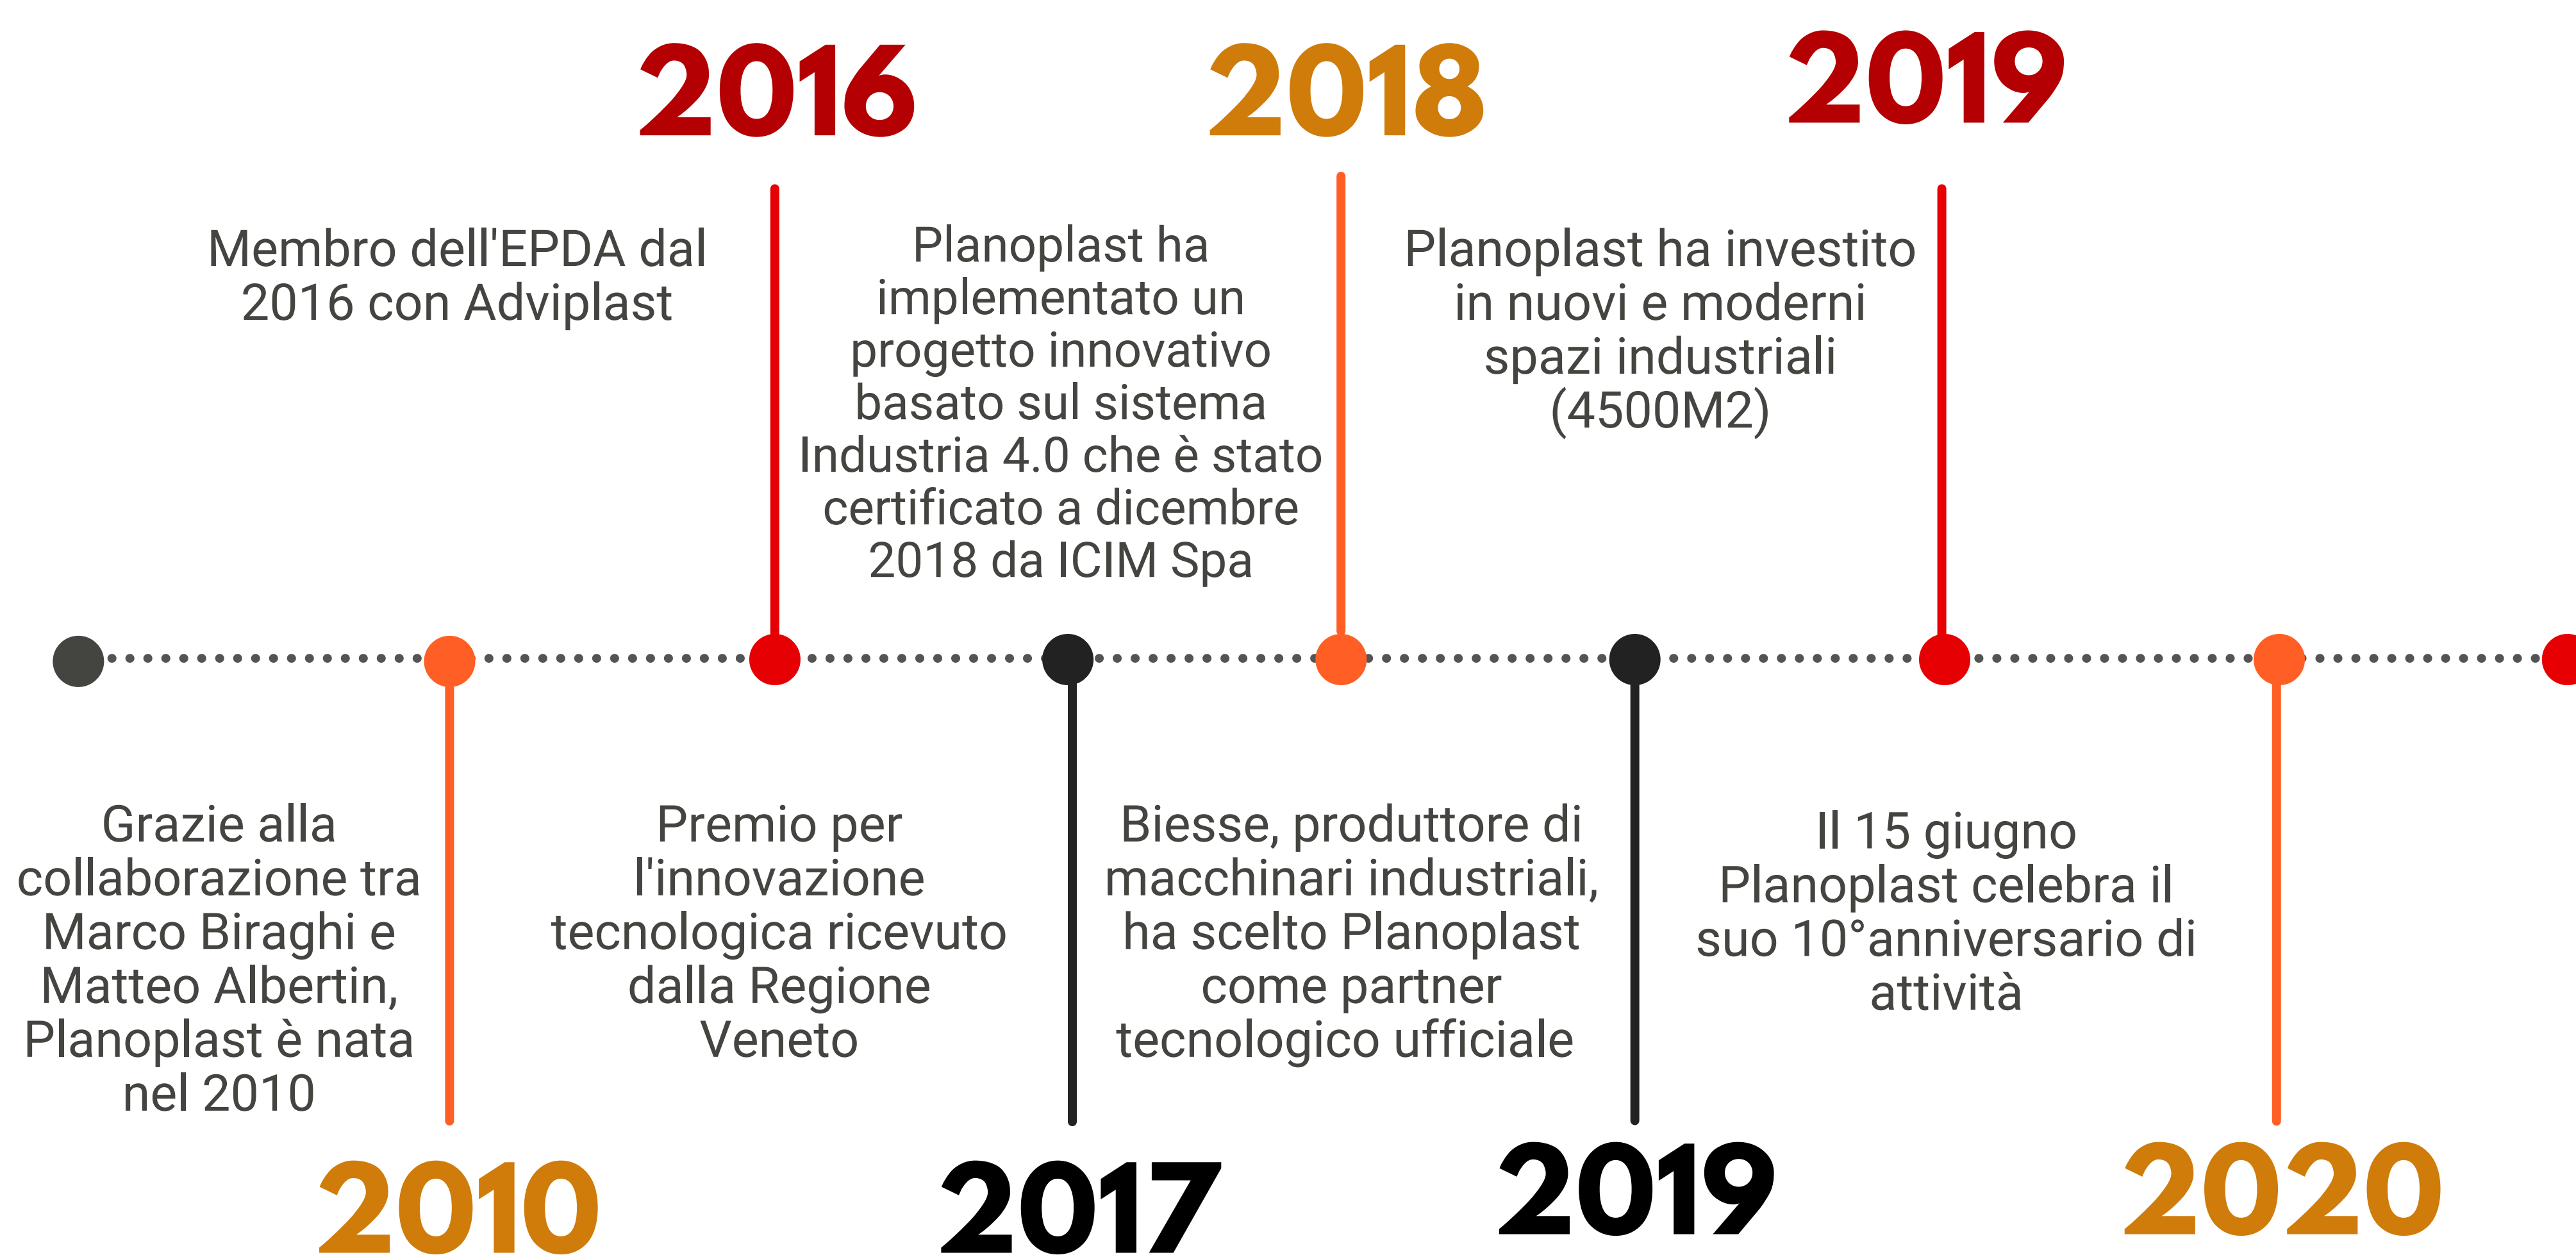 2016
2018
2019
Membro dell'EPDA dal
2016 con Adviplast
Planoplast ha
implementato un
progetto innovativo
basato sul sistema
Industria 4.0 che è stato
certificato a dicembre
2018 da ICIM Spa
Planoplast ha investito
in nuovi e moderni
spazi industriali
(4500M2)
Grazie alla
collaborazione tra
Marco Biraghi e
Matteo Albertin,
Planoplast è nata
nel 2010
Premio per
l'innovazione
tecnologica ricevuto
dalla Regione
Veneto
Biesse, produttore di
macchinari industriali,
ha scelto Planoplast
come partner
tecnologico ufficiale
Il 15 giugno
Planoplast celebra il
suo 10°anniversario di
attività
2010
2017
2019
2020